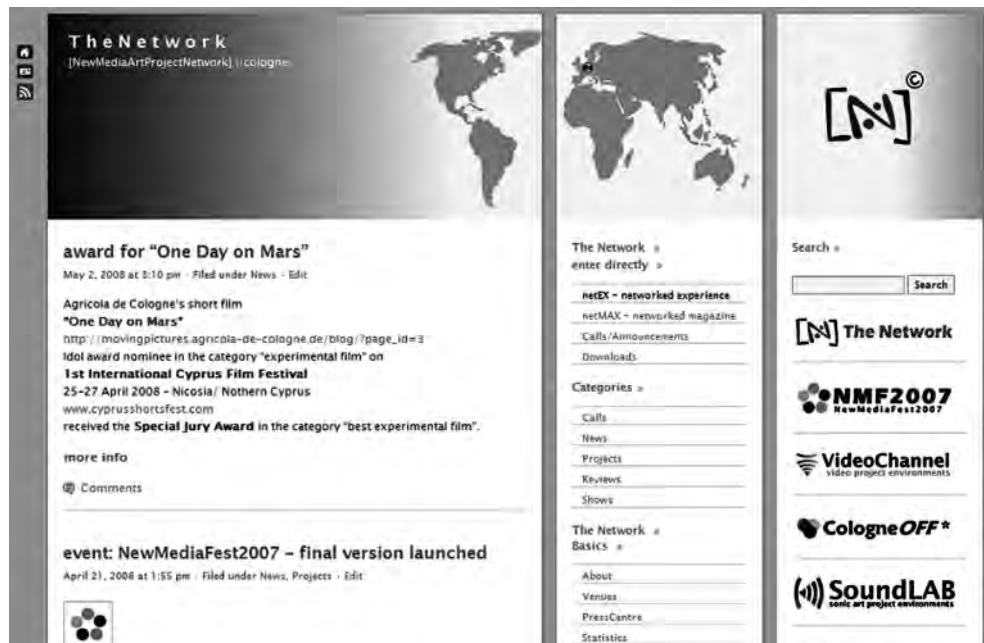 TheNetwork
[NewMediaArtProjectNetwork] ::cologne
award for “One Day on Mars”
May 2, 2008 at 8:10 pm · Filed under News · Edit
Agricola de Cologne's short film
"One Day on Mars"
http://movingpictures.agricola-de-cologne.de/blog/?page_id=3
Idol award nominee in the category "experimental film" on
1st International Cyprus Film Festival
25-27 April 2008 - Nicosia/ Nothern Cyprus
www.cyprusshortsfest.com
received the Special Jury Award in the category "best experimental film".
more info
Comments
event: NewMediaFest2007 – final version launched
April 21, 2008 at 1:55 pm · Filed under News, Projects · Edit
The Network »
enter directly »
netEX – networked experience
netMAX – networked magazine
Calls/Announcements
Downloads
Categories »
Calls
News
Projects
Reviews
Shows
The Network »
Basics »
About
Venues
PressCentre
Statistics
[N]©
Search »
Search
[N] The Network
NMF2007
NewMediaFest2007
VideoChannel
video project environments
CologneOFF*
SoundLAB
sonic art project environments